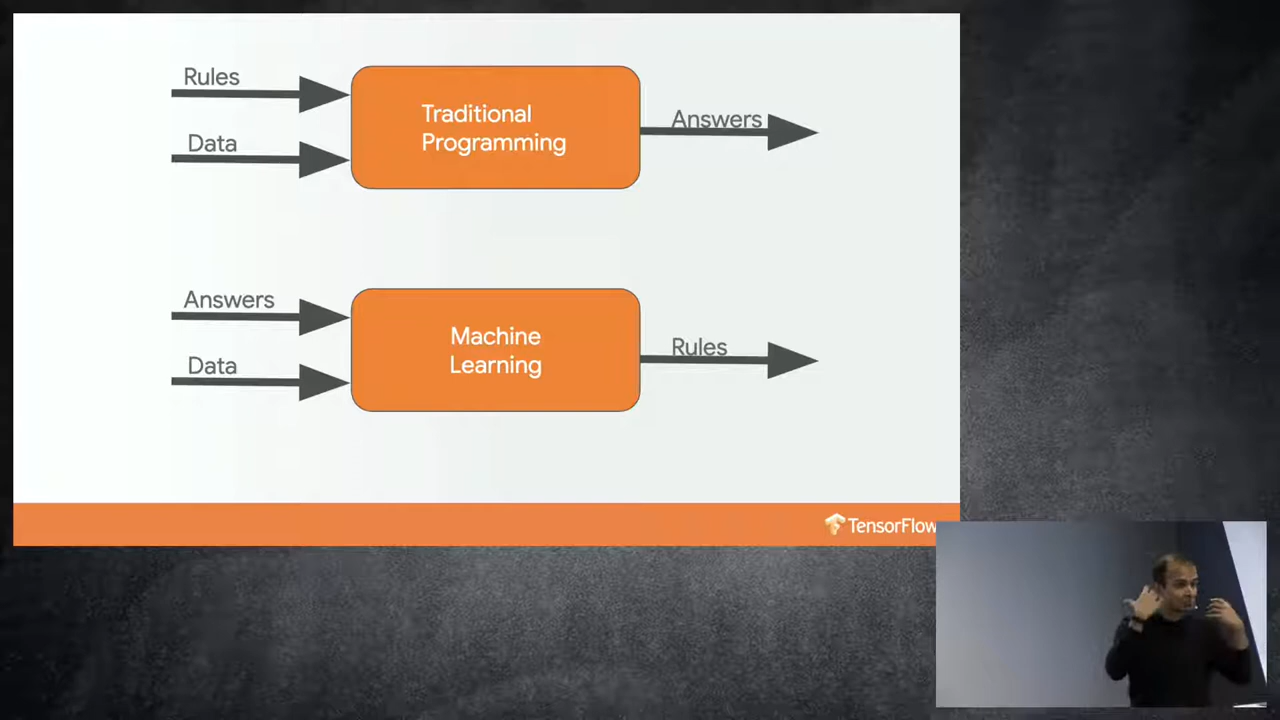 Rules
Data
Traditional
Programming
Answers
Answers
Data
Machine
Learning
Rules
TensorFlow